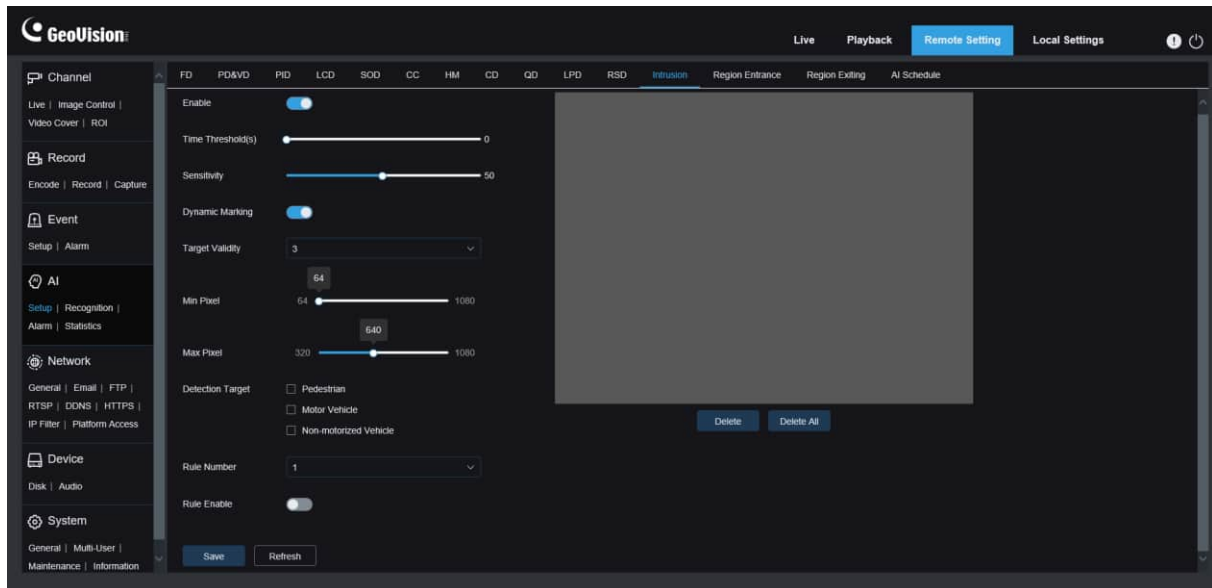 GeoVision
Live Playback Remote Setting Local Settings
Channel
Live | Image Control |
Video Cover | ROI
Record
Encode | Record | Capture
Event
Setup | Alarm
AI
Setup | Recognition |
Alarm | Statistics
Network
General | Email | FTP |
RTSP | DDNS | HTTPS |
IP Filter | Platform Access
Device
Disk | Audio
System
General | Multi-User |
Maintenance | Information
FD PD&VD PID LCD SOD CC HM CD QD LPD RSD Intrusion Region Entrance Region Exiting AI Schedule
Enable
Time Threshold(s) 0
Sensitivity 50
Dynamic Marking
Target Validity 3
64
Min Pixel 64 1080
640
Max Pixel 320 1080
Detection Target Pedestrian
Motor Vehicle
Non-motorized Vehicle
Rule Number 1
Rule Enable
Save Refresh
Delete Delete All